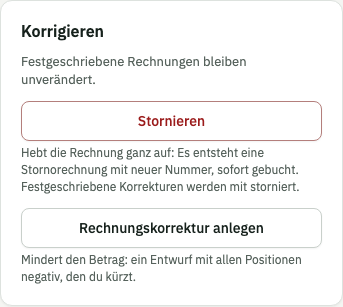 Korrigieren
Festgeschriebene Rechnungen bleiben
unverändert.
Stornieren
Hebt die Rechnung ganz auf: Es entsteht eine
Stornorechnung mit neuer Nummer, sofort gebucht.
Festgeschriebene Korrekturen werden mit storniert.
Rechnungskorrektur anlegen
Mindert den Betrag: ein Entwurf mit allen Positionen
negativ, den du kürzt.